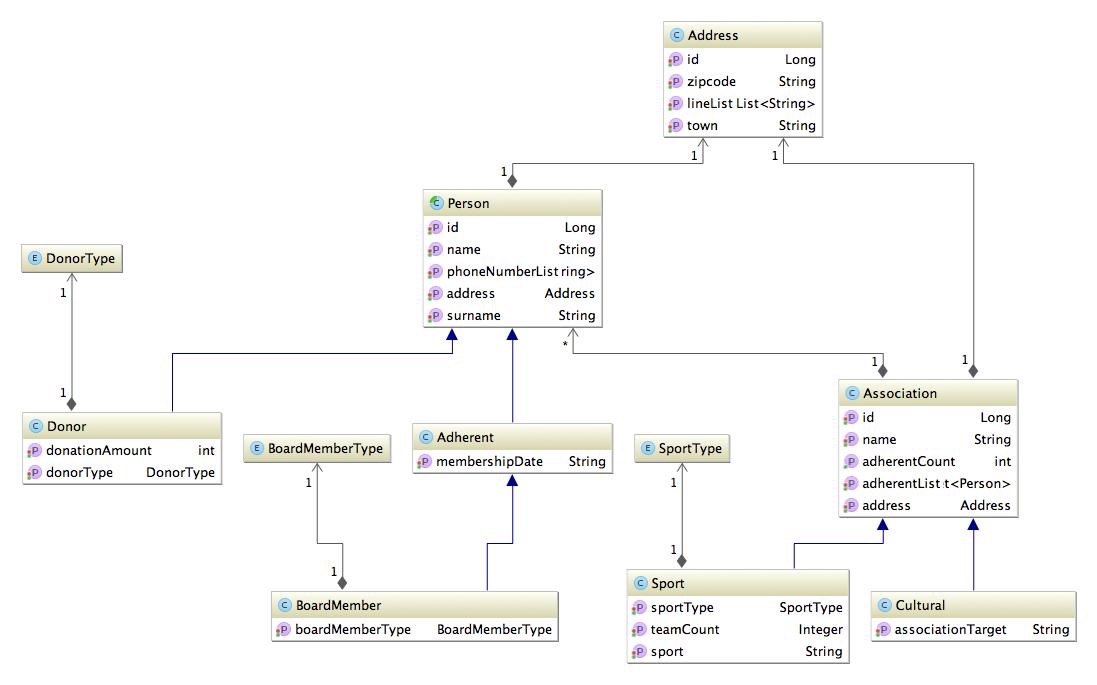 C Address
P id Long
P zipcode String
P lineList List<String>
P town String
1
1
1
C Person
P id Long
P name String
P phoneNumberList ring>
P address Address
P surname String
E DonorType
1
1
C Donor
P donationAmount int
P donorType DonorType
*
1
1
C Association
P id Long
P name String
P adherentCount int
P adherentList t<Person>
P address Address
E BoardMemberType
1
1
C Adherent
P membershipDate String
E SportType
1
1
C BoardMember
P boardMemberType BoardMemberType
C Sport
P sportType SportType
P teamCount Integer
P sport String
C Cultural
P associationTarget String